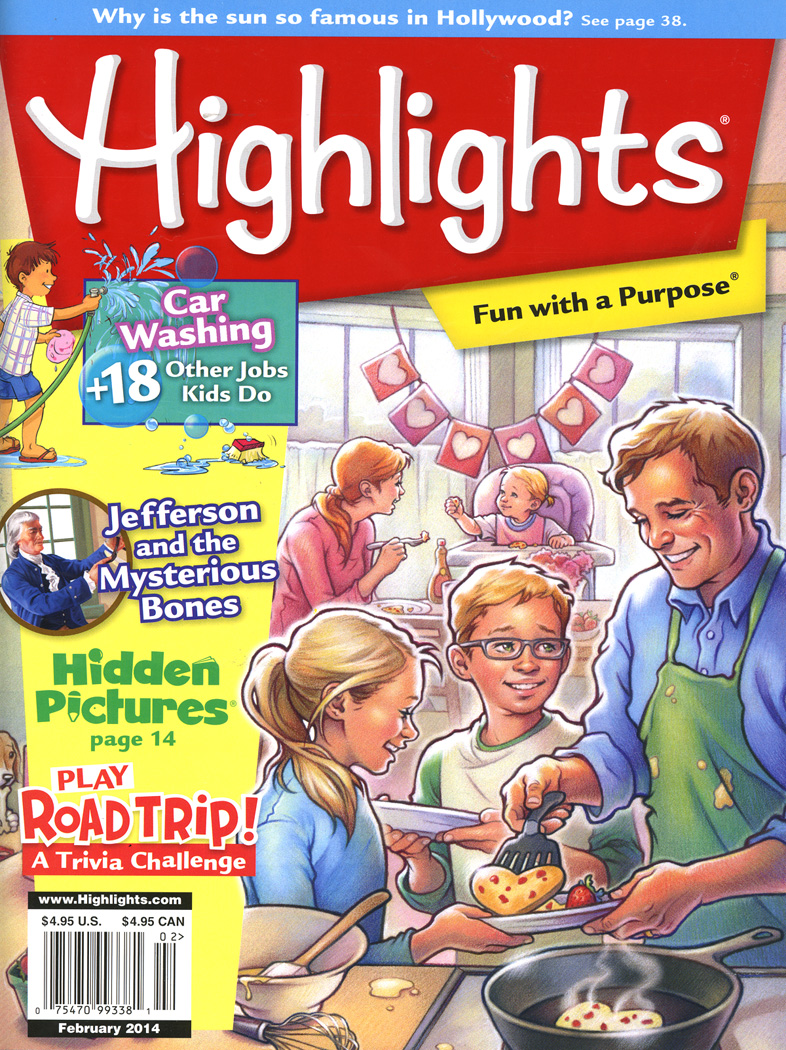 Why is the sun so famous in Hollywood? See page 38.
Highlights®
Fun with a Purpose®
Car
Washing
+18 Other Jobs
Kids Do
Jefferson
and the
Mysterious
Bones
Hidden
Pictures®
page 14
PLAY
ROADTRIP!
A Trivia Challenge
www.Highlights.com
$4.95 U.S. $4.95 CAN
0 2>
0 75470 99338 1
February 2014